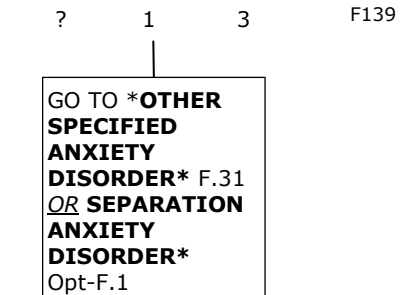 ? 1 3 F139
GO TO *OTHER
SPECIFIED
ANXIETY
DISORDER* F.31
OR SEPARATION
ANXIETY
DISORDER*
Opt-F.1